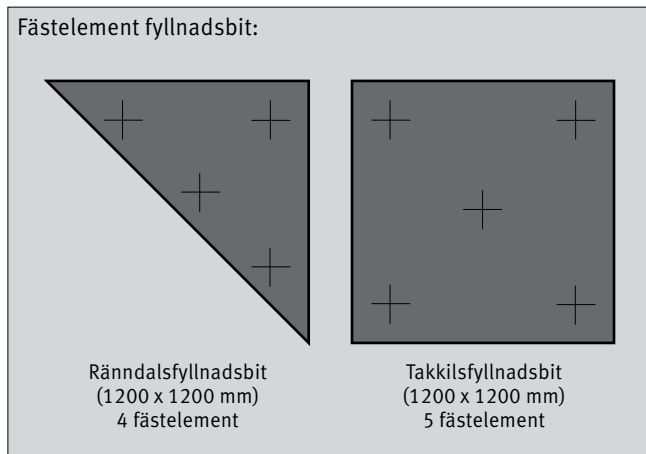 Fästelement fyllnadsbit:
Ränndalsfyllnadsbit
(1200 x 1200 mm)
4 fästelement
Takkilsfyllnadsbit
(1200 x 1200 mm)
5 fästelement